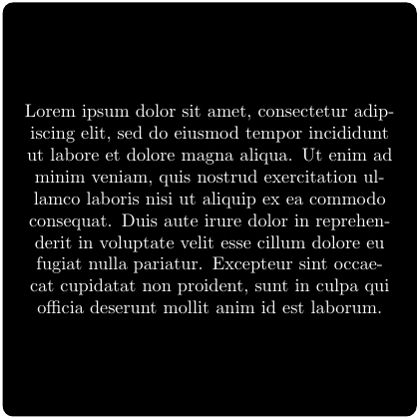 Lorem ipsum dolor sit amet, consectetur adip-
iscing elit, sed do eiusmod tempor incididunt
ut labore et dolore magna aliqua. Ut enim ad
minim veniam, quis nostrud exercitation ul-
lamco laboris nisi ut aliquip ex ea commodo
consequat. Duis aute irure dolor in reprehen-
derit in voluptate velit esse cillum dolore eu
fugiat nulla pariatur. Excepteur sint occae-
cat cupidatat non proident, sunt in culpa qui
officia deserunt mollit anim id est laborum.